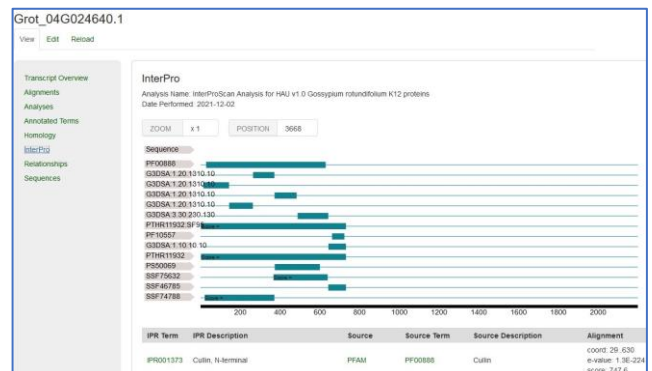 Grot_04G024640.1
View Edit Reload
Transcript Overview
Alignments
Analyses
Annotated Terms
Homology
InterPro
Relationships
Sequences
InterPro
Analysis Name: InterProScan Analysis for HAU v1.0 Gossypium rotundifolium K12 proteins
Date Performed: 2021-12-02
ZOOM x 1 POSITION 3668
Sequence
PF00888
G3DSA:1.20.1310.10
G3DSA:1.20.1310.10
G3DSA:1.20.1310.10
G3DSA:1.20.1310.10
G3DSA:3.30.230.130
PTHR11932:SF
PF10557
G3DSA:1.10.10.10
PTHR11932
PS50069
SSF75632
SSF46785
SSF74788
200 400 600 800 1000 1200 1400 1600 1800 2000
IPR Term IPR Description Source Source Term Source Description Alignment
IPR001373 Cullin, N-terminal PFAM PF00888 Cullin
coord: 29..630
e-value: 1.3E-224
score: 747.6